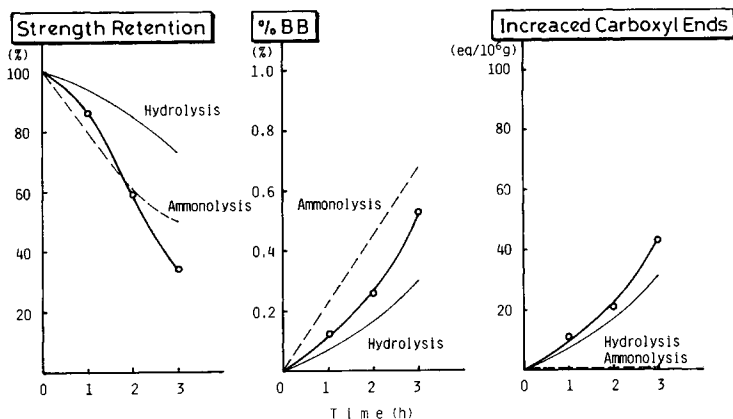 Strength Retention
(%)
100
80
60
40
20
0
1
2
3
Hydrolysis
Ammonolysis
% BB
(%)
1.0
0.8
0.6
0.4
0.2
0
1
2
3
Ammonolysis
Hydrolysis
Time (h)
Increaced Carboxyl Ends
(eq/10⁶g)
100
80
60
40
20
0
1
2
3
Hydrolysis
Ammonolysis